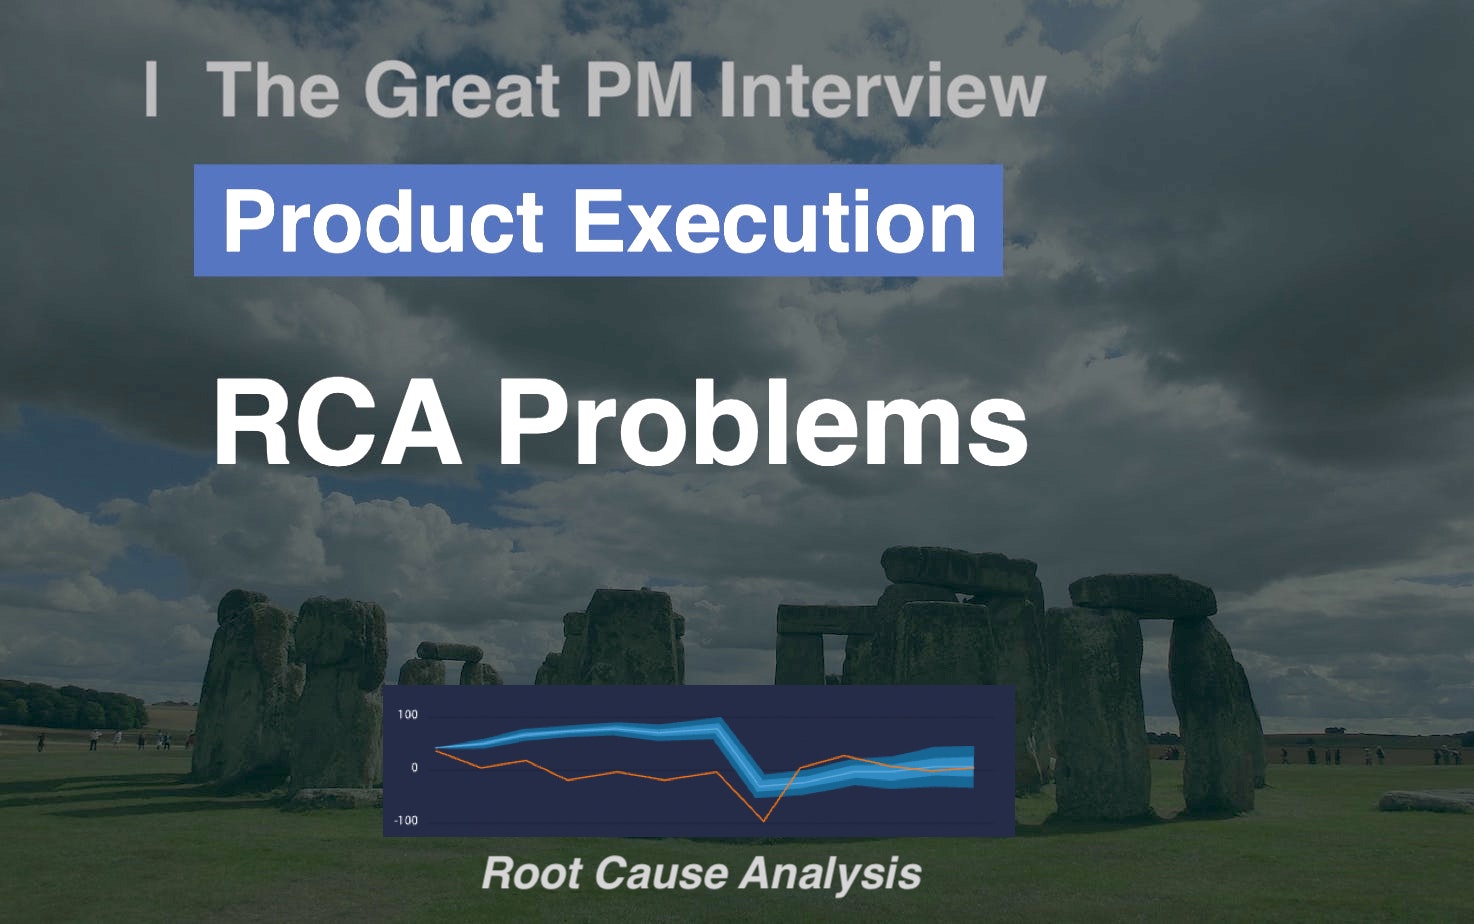 | The Great PM Interview
Product Execution
RCA Problems
100
0
-100
Root Cause Analysis